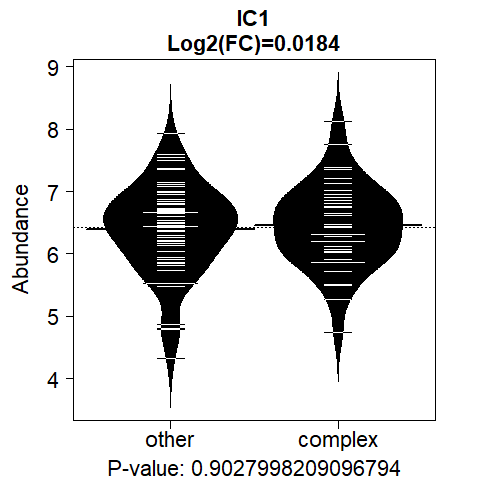 IC1
Log2(FC)=0.0184
Abundance
9
8
7
6
5
4
other complex
P-value: 0.9027998209096794